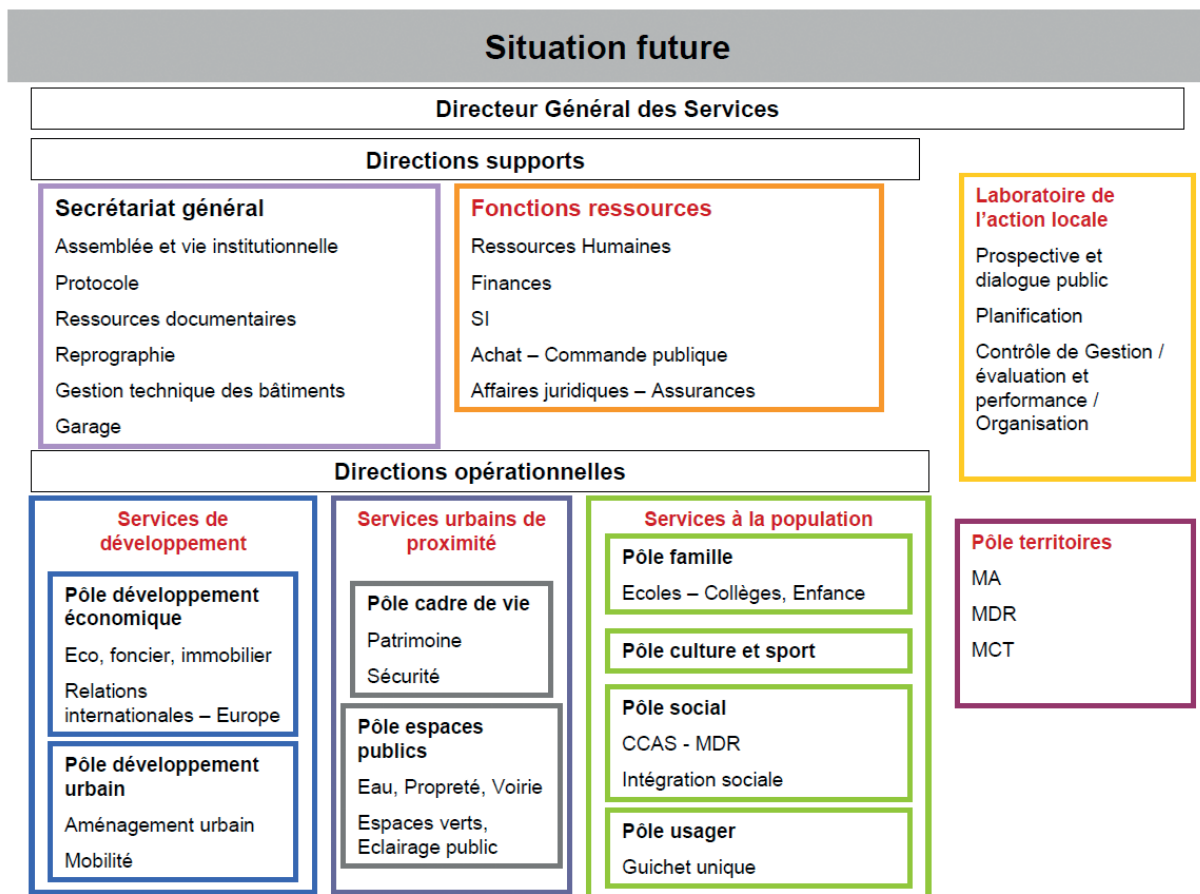 Situation future
Directeur Général des Services
Directions supports
Secrétariat général
Assemblée et vie institutionnelle
Protocole
Ressources documentaires
Reprographie
Gestion technique des bâtiments
Garage
Fonctions ressources
Ressources Humaines
Finances
SI
Achat – Commande publique
Affaires juridiques – Assurances
Laboratoire de
l’action locale
Prospective et
dialogue public
Planification
Contrôle de Gestion /
évaluation et
performance /
Organisation
Directions opérationnelles
Services de
développement
Pôle développement
économique
Eco, foncier, immobilier
Relations
internationales – Europe
Pôle développement
urbain
Aménagement urbain
Mobilité
Services urbains de
proximité
Pôle cadre de vie
Patrimoine
Sécurité
Pôle espaces
publics
Eau, Propreté, Voirie
Espaces verts,
Eclairage public
Services à la population
Pôle famille
Ecoles – Collèges, Enfance
Pôle culture et sport
Pôle social
CCAS - MDR
Intégration sociale
Pôle usager
Guichet unique
Pôle territoires
MA
MDR
MCT